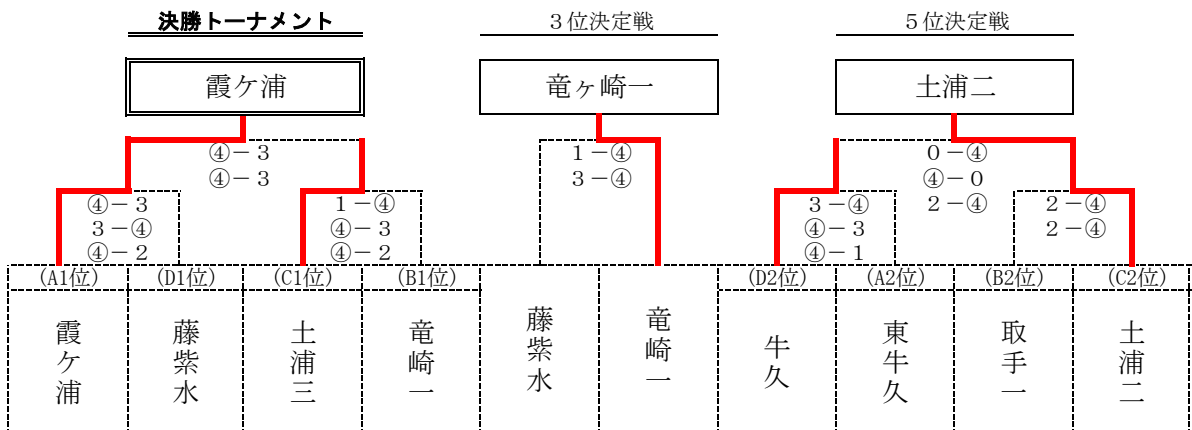 決勝トーナメント
３位決定戦
５位決定戦
霞ケ浦
竜ヶ崎一
土浦二
④－３
④－３
１－④
３－④
０－④
④－０
２－④
④－３
３－④
④－２
１－④
④－３
④－２
３－④
④－３
④－１
２－④
２－④
(A1位)
(D1位)
(C1位)
(B1位)
(D2位)
(A2位)
(B2位)
(C2位)
霞ケ浦
藤紫水
土浦三
竜崎一
藤紫水
竜崎一
牛久
東牛久
取手一
土浦二